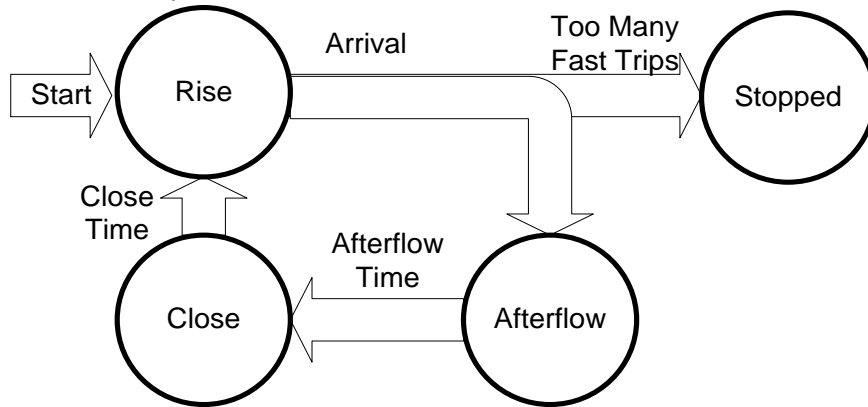 Arrival
Too Many
Fast Trips
Start
Rise
Stopped
Close
Time
Afterflow
Time
Close
Afterflow